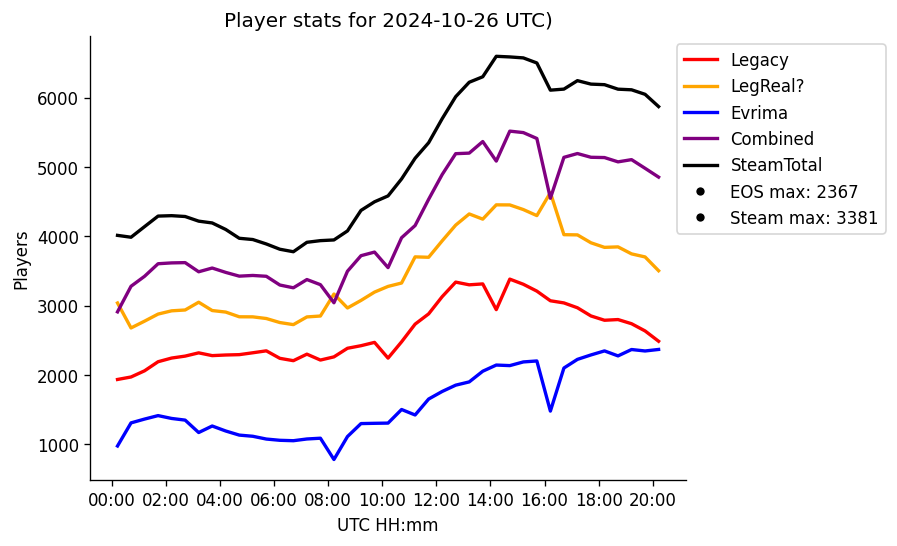 Player stats for 2024-10-26 UTC)
Legacy
LegReal?
Evrima
Combined
SteamTotal
EOS max: 2367
Steam max: 3381
Players
6000
5000
4000
3000
2000
1000
00:00 02:00 04:00 06:00 08:00 10:00 12:00 14:00 16:00 18:00 20:00
UTC HH:mm